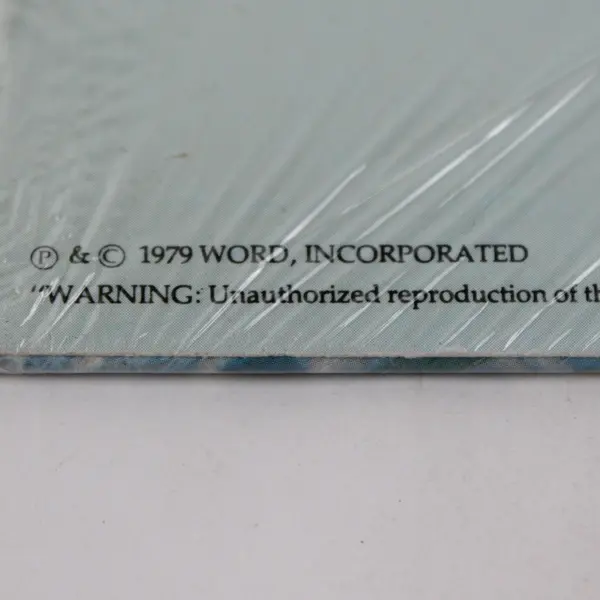 Ⓟ & © 1979 WORD, INCORPORATED
"WARNING: Unauthorized reproduction of